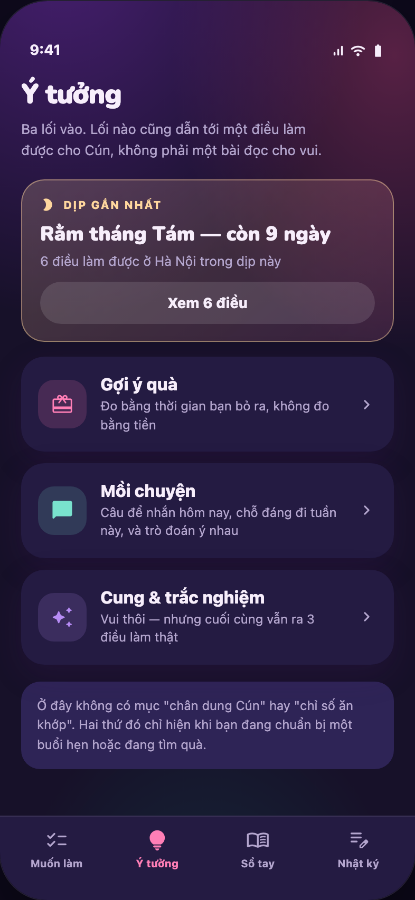 9:41
Ý tưởng
Ba lối vào. Lối nào cũng dẫn tới một điều làm
được cho Cún, không phải một bài đọc cho vui.
DỊP GẦN NHẤT
Rằm tháng Tám — còn 9 ngày
6 điều làm được ở Hà Nội trong dịp này
Xem 6 điều
Gợi ý quà
Đo bằng thời gian bạn bỏ ra, không đo
bằng tiền
Mồi chuyện
Câu để nhắn hôm nay, chỗ đáng đi tuần
này, và trò đoán ý nhau
Cung & trắc nghiệm
Vui thôi — nhưng cuối cùng vẫn ra 3
điều làm thật
Ở đây không có mục "chân dung Cún" hay "chỉ số ăn
khớp". Hai thứ đó chỉ hiện khi bạn đang chuẩn bị một
buổi hẹn hoặc đang tìm quà.
Muốn làm
Ý tưởng
Sổ tay
Nhật ký